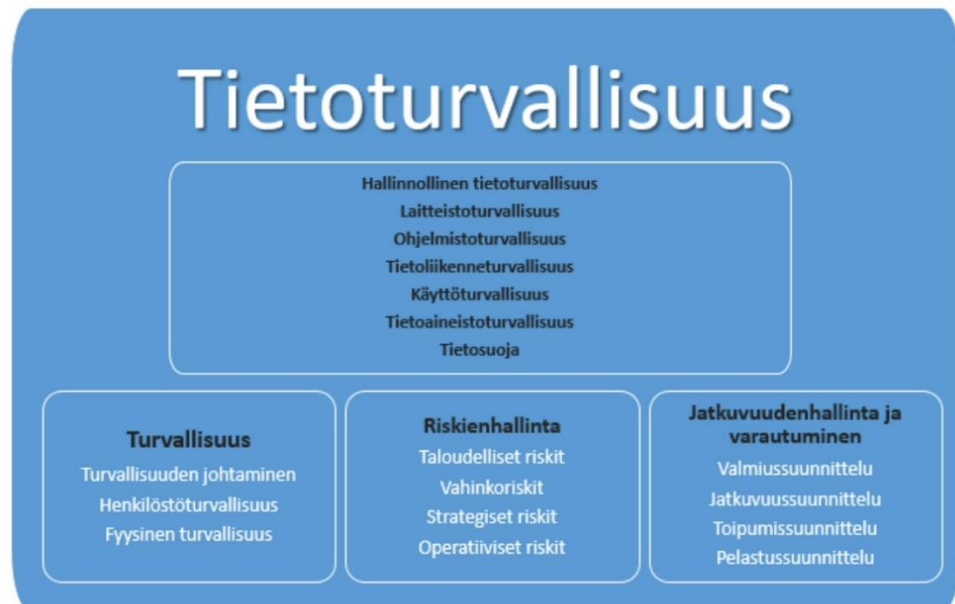 Tietoturvallisuus
Hallinnollinen tietoturvallisuus
Laitteistoturvallisuus
Ohjelmistoturvallisuus
Tietoliikenneturvallisuus
Käyttöturvallisuus
Tietoaineistoturvallisuus
Tietosuoja
Turvallisuus
Turvallisuuden johtaminen
Henkilöstöturvallisuus
Fyysinen turvallisuus
Riskienhallinta
Taloudelliset riskit
Vahinkoriskit
Strategiset riskit
Operatiiviset riskit
Jatkuvuudenhallinta ja
varautuminen
Valmiussuunnittelu
Jatkuvuussuunnittelu
Toipumissuunnittelu
Pelastussuunnittelu